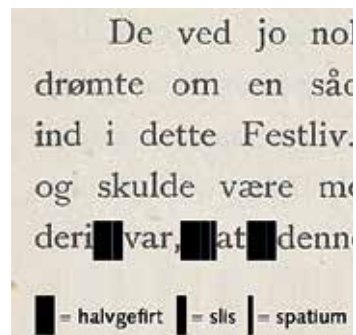 De ved jo nol
drømte om en såd
ind i dette Festliv.
og skulde være me
deri var, at denne
= halvgefirt = slis = spatium